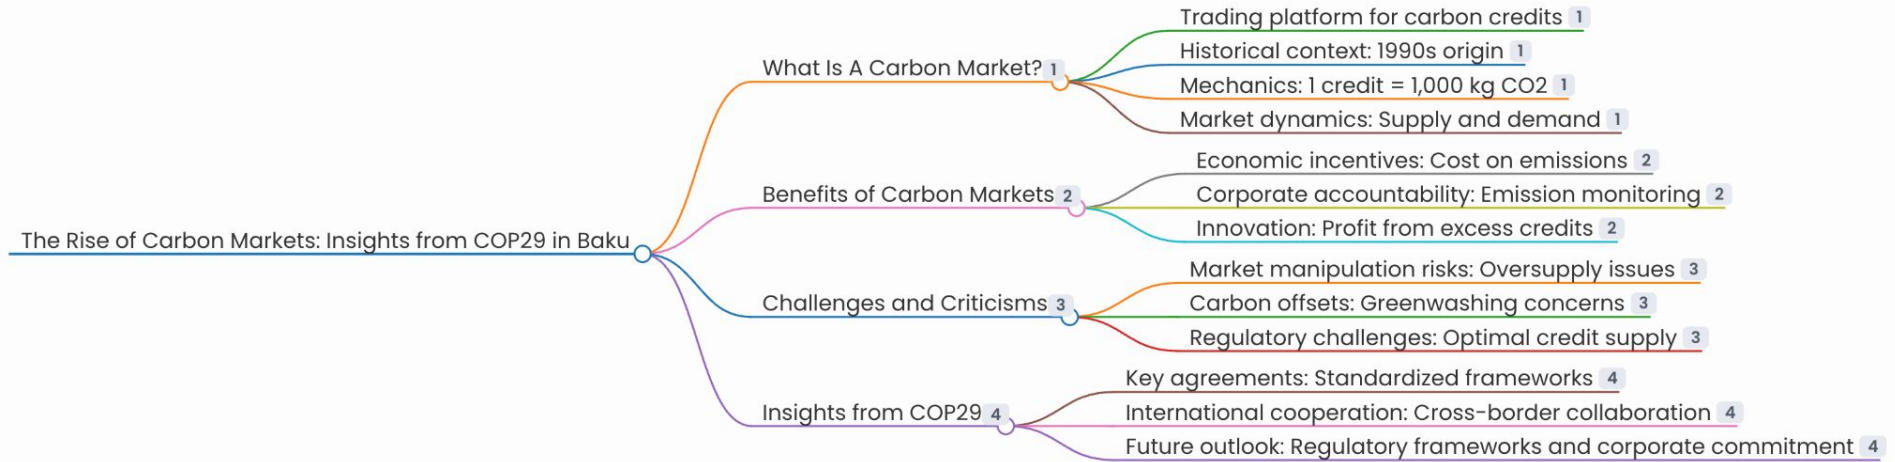 The Rise of Carbon Markets: Insights from COP29 in Baku
What Is A Carbon Market? 1
Trading platform for carbon credits 1
Historical context: 1990s origin 1
Mechanics: 1 credit = 1,000 kg CO2 1
Market dynamics: Supply and demand 1
Benefits of Carbon Markets 2
Economic incentives: Cost on emissions 2
Corporate accountability: Emission monitoring 2
Innovation: Profit from excess credits 2
Challenges and Criticisms 3
Market manipulation risks: Oversupply issues 3
Carbon offsets: Greenwashing concerns 3
Regulatory challenges: Optimal credit supply 3
Insights from COP29 4
Key agreements: Standardized frameworks 4
International cooperation: Cross-border collaboration 4
Future outlook: Regulatory frameworks and corporate commitment 4